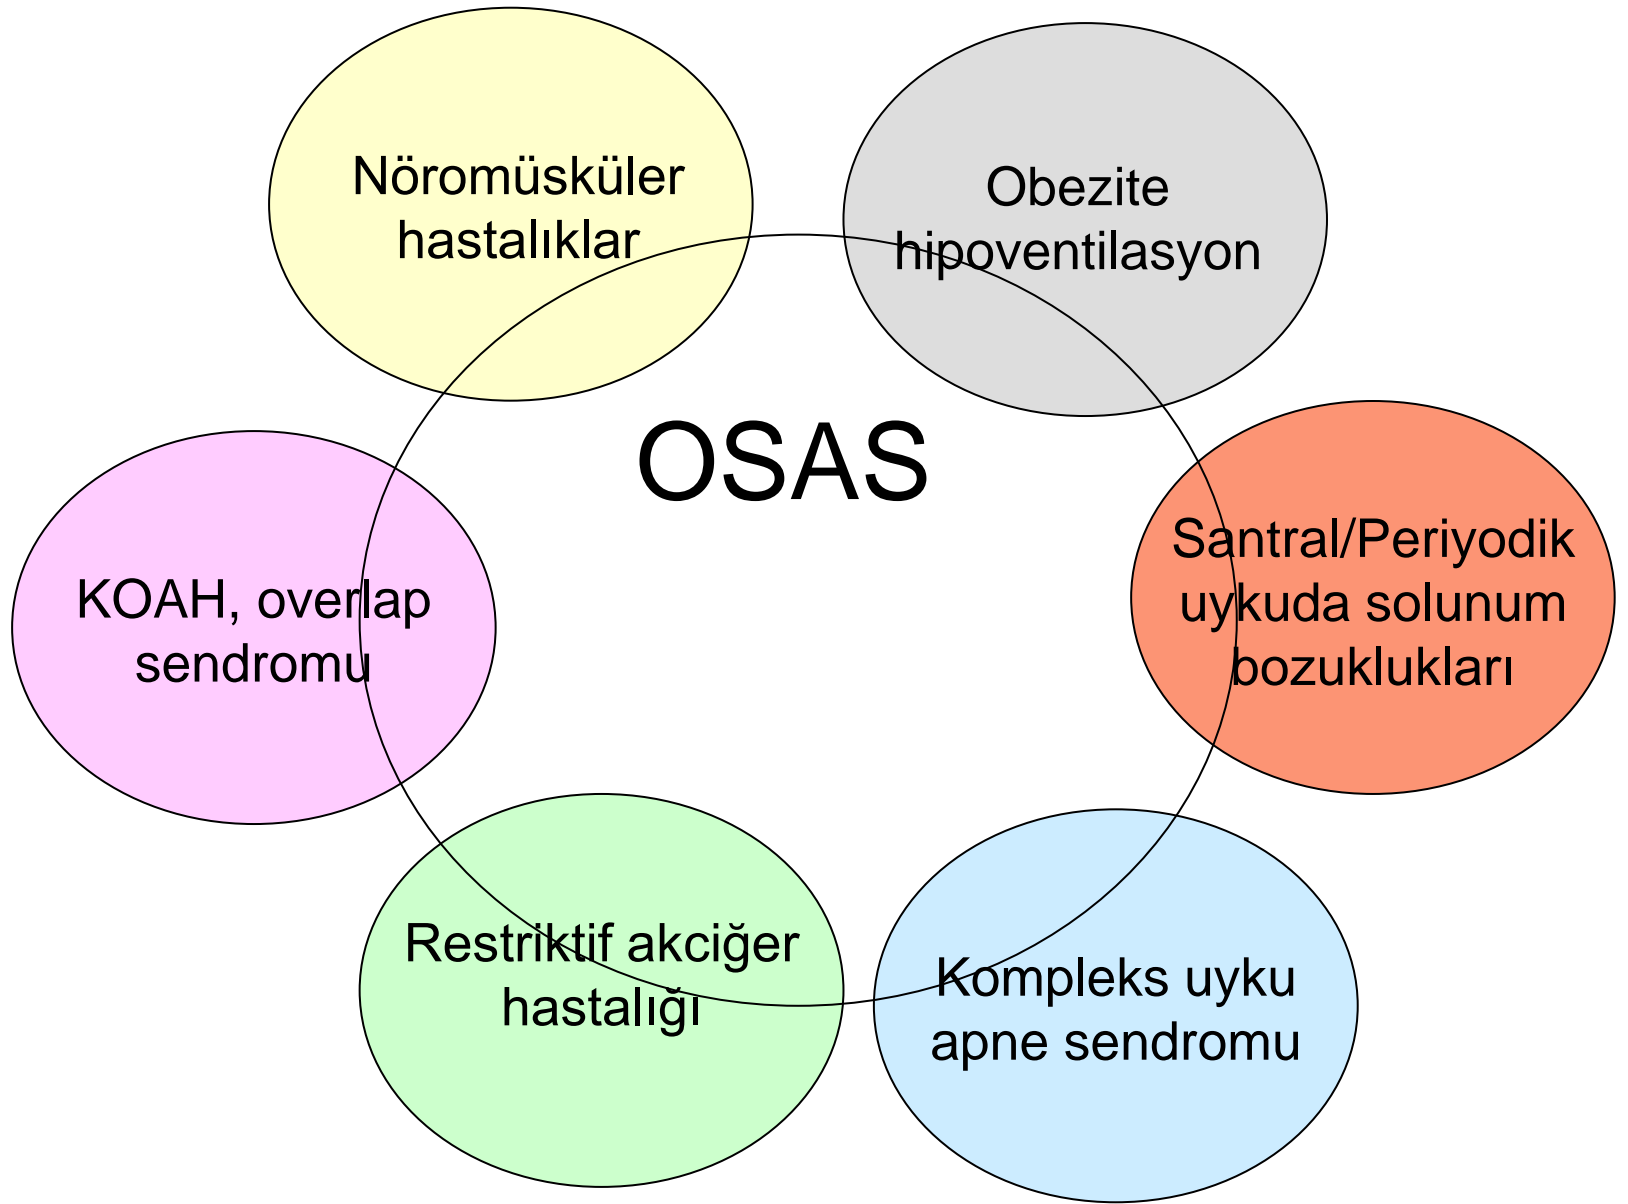 Nöromüsküler
hastalıklar
Obezite
hipoventilasyon
OSAS
Santral/Periyodik
uykuda solunum
bozuklukları
KOAH, overlap
sendromu
Restriktif akciğer
hastalığı
Kompleks uyku
apne sendromu